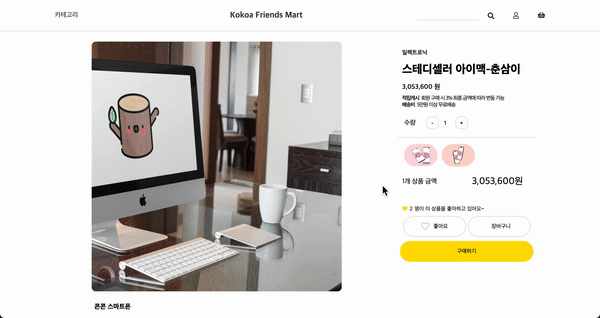 카테고리
Kokoa Friends Mart
일렉트로닉
스테디셀러 아이맥-춘삼이
3,053,600 원
적립캐시 회원 구매 시 3% 최종 금액에 따라 변동 가능
배송비 5만원 이상 무료배송
수량 - 1 +
1개 상품 금액 3,053,600원
2 명이 이 상품을 좋아하고 있어요~
좋아요 장바구니
구매하기
콘콘 스마트폰